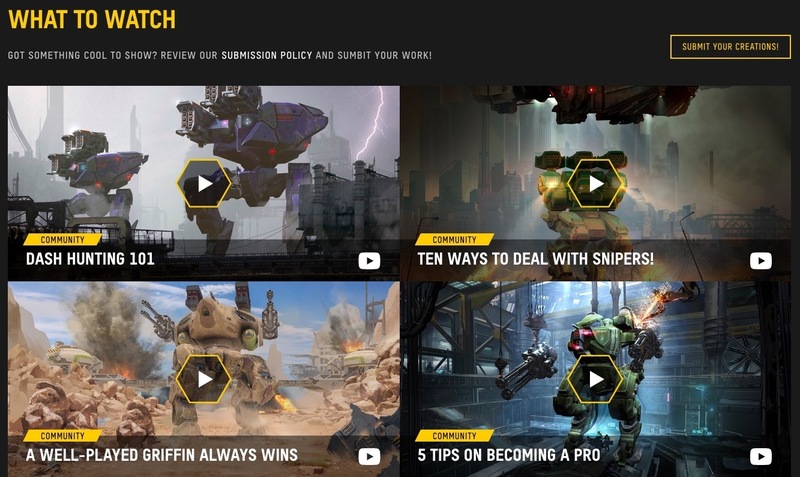 WHAT TO WATCH
GOT SOMETHING COOL TO SHOW? REVIEW OUR SUBMISSION POLICY AND SUMBIT YOUR WORK!
SUBMIT YOUR CREATIONS!
COMMUNITY
DASH HUNTING 101
COMMUNITY
TEN WAYS TO DEAL WITH SNIPERS!
COMMUNITY
A WELL-PLAYED GRIFFIN ALWAYS WINS
COMMUNITY
5 TIPS ON BECOMING A PRO